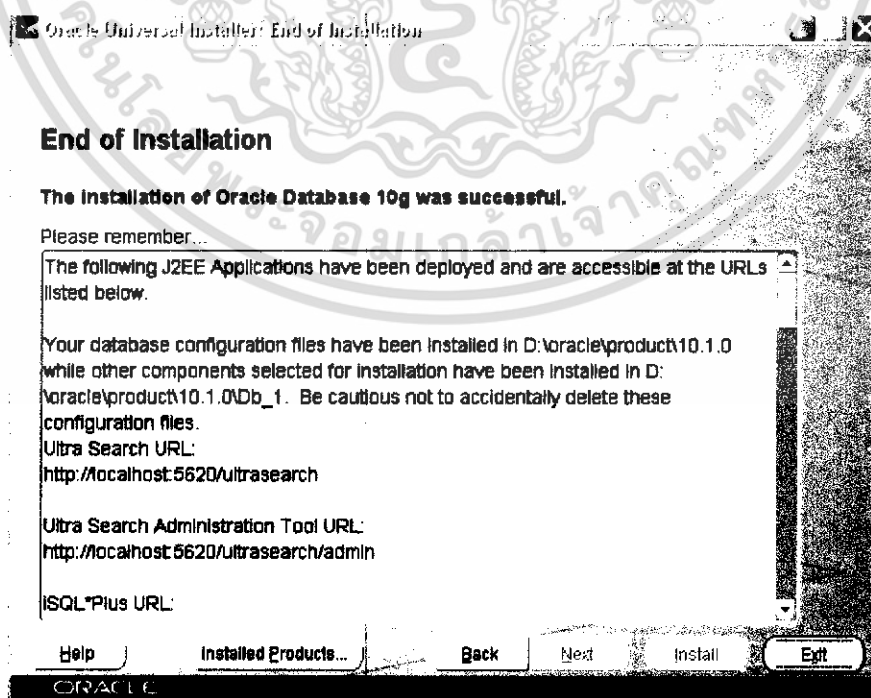 Oracle Universal Installer: End of Installation
End of Installation
The installation of Oracle Database 10g was successful.
Please remember...
The following J2EE Applications have been deployed and are accessible at the URLs
listed below.
Your database configuration files have been installed in D:\oracle\product\10.1.0
while other components selected for installation have been installed in D:
\oracle\product\10.1.0\Db_1. Be cautious not to accidentally delete these
configuration files.
Ultra Search URL:
http://localhost:5620/ultrasearch
Ultra Search Administration Tool URL:
http://localhost:5620/ultrasearch/admin
iSQL*Plus URL:
Help
Installed Products...
Back
Next
Install
Exit
ORACLE